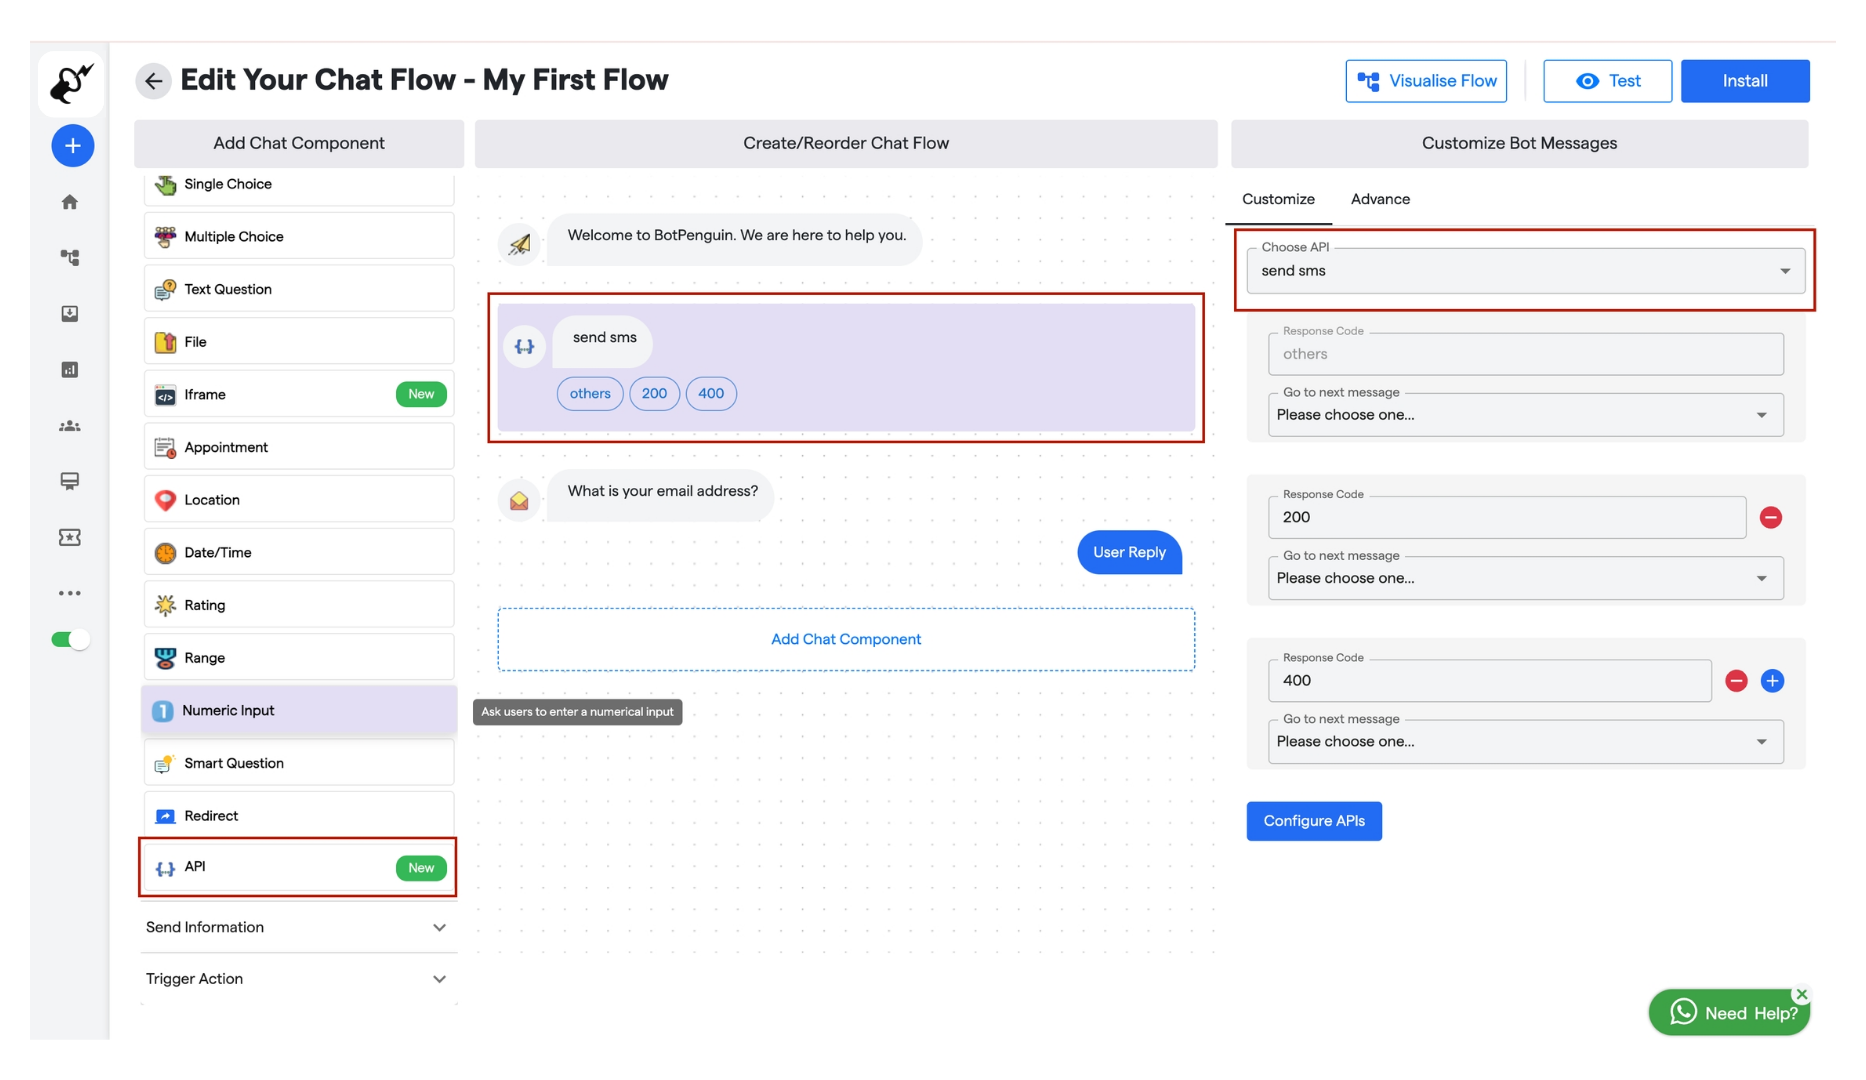 Edit Your Chat Flow - My First Flow
Visualise Flow
Test
Install
Add Chat Component
Create/Reorder Chat Flow
Customize Bot Messages
Single Choice
Multiple Choice
Text Question
File
Iframe
New
Appointment
Location
Date/Time
Rating
Range
Numeric Input
Smart Question
Redirect
API
New
Send Information
Trigger Action
Welcome to BotPenguin. We are here to help you.
send sms
others
200
400
What is your email address?
User Reply
Add Chat Component
Ask users to enter a numerical input
Customize
Advance
Choose API
send sms
Response Code
others
Go to next message
Please choose one...
Response Code
200
Go to next message
Please choose one...
Response Code
400
Go to next message
Please choose one...
Configure APIs
Need Help?